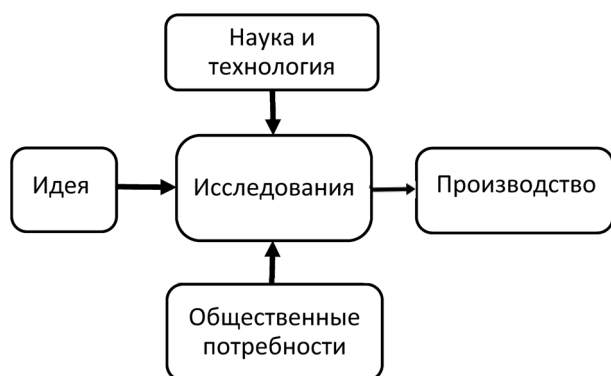 Наука и
технология
Идея
Исследования
Производство
Общественные
потребности